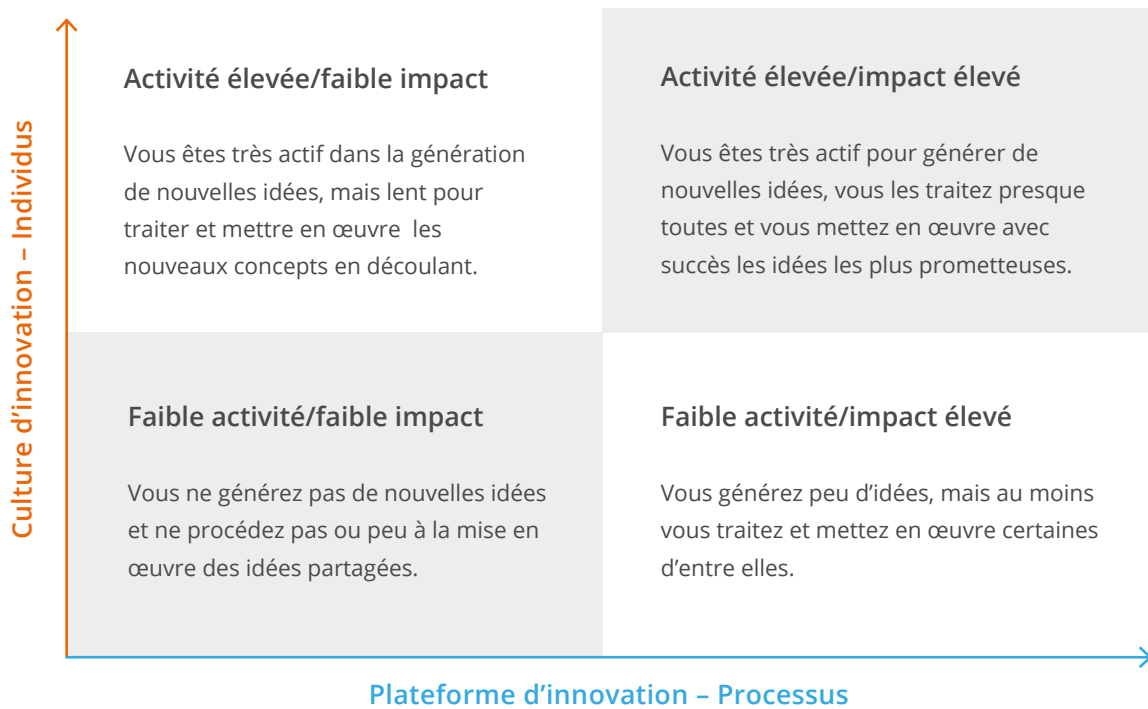 Culture d’innovation – Individus
Activité élevée/faible impact
Vous êtes très actif dans la génération
de nouvelles idées, mais lent pour
traiter et mettre en œuvre  les
nouveaux concepts en découlant.
Activité élevée/impact élevé
Vous êtes très actif pour générer de
nouvelles idées, vous les traitez presque
toutes et vous mettez en œuvre avec
succès les idées les plus prometteuses.
Faible activité/faible impact
Vous ne générez pas de nouvelles idées
et ne procédez pas ou peu à la mise en
œuvre des idées partagées.
Faible activité/impact élevé
Vous générez peu d’idées, mais au moins
vous traitez et mettez en œuvre certaines
d'entre elles.
Plateforme d’innovation – Processus